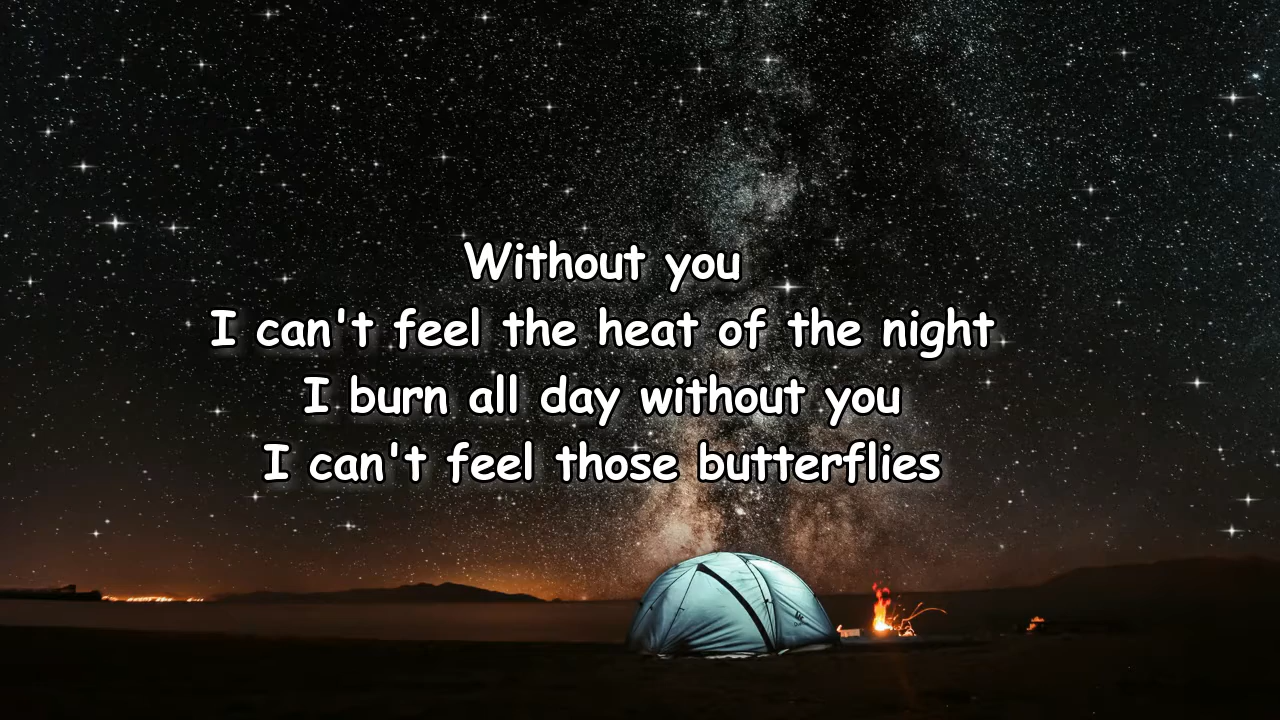 Without you
I can't feel the heat of the night
I burn all day without you
I can't feel those butterflies